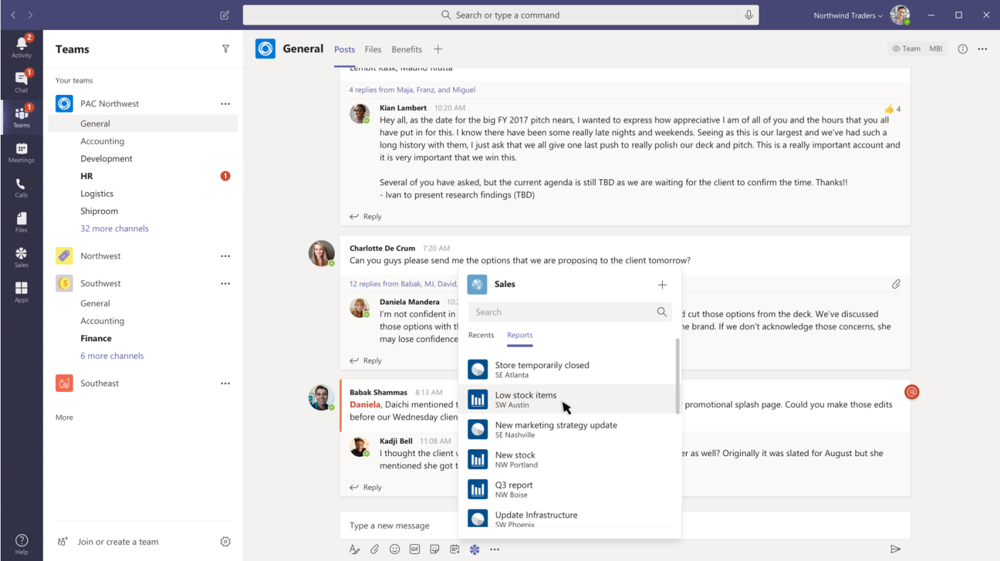 Search or type a command
Northwind Traders
2
Activity
1
Chat
1
Teams
Meetings
Calls
Files
Sales
Apps
Help
Teams
Your teams
PAC Northwest
General
Accounting
Development
HR
1
Logistics
Shiproom
32 more channels
Northwest
Southwest
General
Accounting
Finance
6 more channels
Southeast
More
Join or create a team
General
Posts
Files
Benefits
Team
MBI
Lembit Kask, Mauno Riutta
4 replies from Maja, Franz, and Miguel
Kian Lambert 10:20 AM
4
Hey all, as the date for the big FY 2017 pitch nears, I wanted to express how appreciative I am of all of you and the hours that you all
have put in for this. I know there have been some really late nights and weekends. Seeing as this is our largest and we've had such a
long history with them, I just ask that we all give one last push to really polish our deck and pitch. This is a really important account and
it is very important that we win this.
Several of you have asked, but the current agenda is still TBD as we are waiting for the client to confirm the time. Thanks!!
- Ivan to present research findings (TBD)
Reply
Charlotte De Crum 7:20 AM
Can you guys please send me the options that we are proposing to the client tomorrow?
12 replies from Babak, MJ, David,
Daniela Mandera 10:2
I'm not confident in
d cut those options from the deck. We've discussed
those options with th
he brand. If we don't acknowledge those concerns, she
may lose confidence
Reply
Babak Shammas 8:13 AM
@
Daniela, Daichi mentioned t
promotional splash page. Could you make those edits
before our Wednesday clien
Kadji Bell 11:08 AM
I thought the client
er as well? Originally it was slated for August but she
mentioned she got t
Reply
Sales
Search
Recents
Reports
Store temporarily closed
SE Atlanta
Low stock items
SW Austin
New marketing strategy update
SE Nashville
New stock
NW Portland
Q3 report
NW Boise
Update Infrastructure
SW Phoenix
Type a new message
GIF